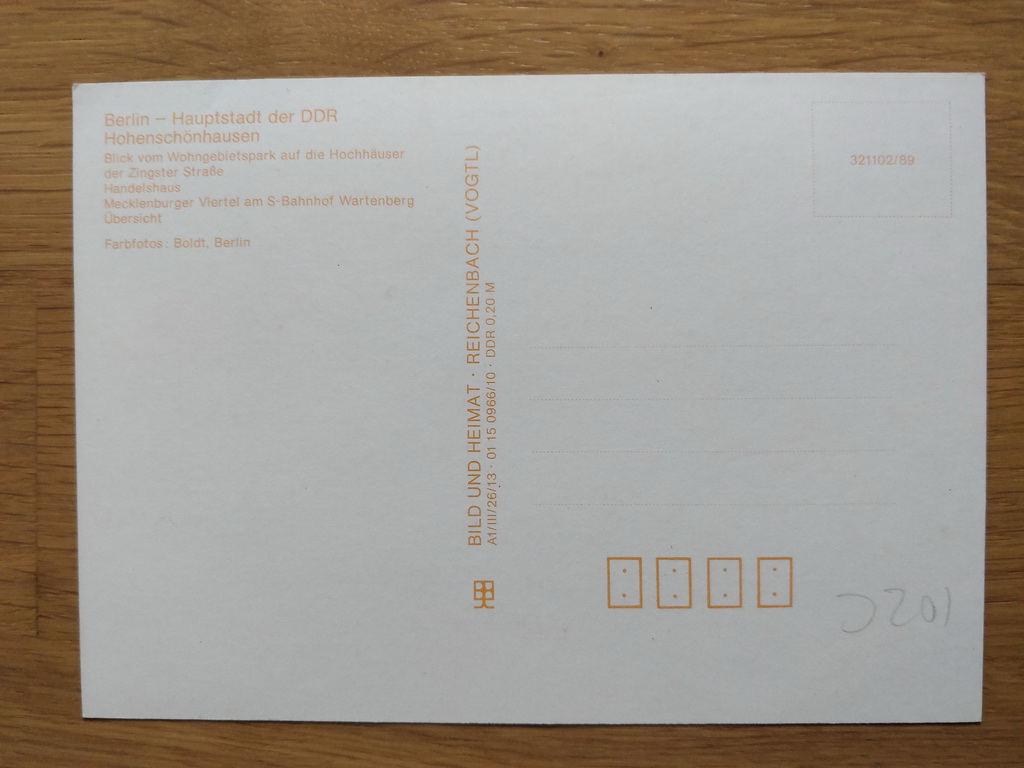 Berlin – Hauptstadt der DDR
Hohenschönhausen
Blick vom Wohngebietspark auf die Hochhäuser
der Zingster Straße
Handelshaus
Mecklenburger Viertel am S-Bahnhof Wartenberg
Übersicht
Farbfotos: Boldt, Berlin
BILD UND HEIMAT · REICHENBACH (VOGTL)
A1/III/26/13 · 01 15 0966/10 · DDR 0,20 M
321102/89